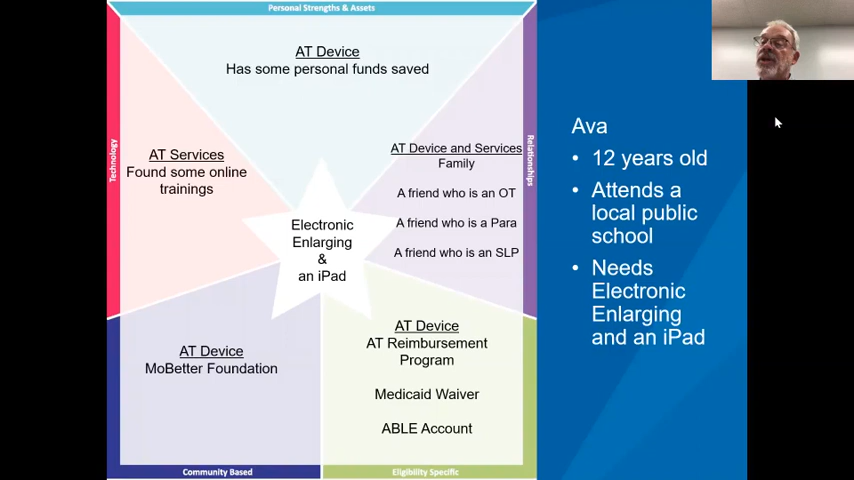 Personal Strengths & Assets
AT Device
Has some personal funds saved
Technology
AT Services
Found some online
trainings
AT Device and Services
Family
A friend who is an OT
A friend who is a Para
A friend who is an SLP
Relationships
Electronic
Enlarging
&
an iPad
AT Device
MoBetter Foundation
Community Based
AT Device
AT Reimbursement
Program
Medicaid Waiver
ABLE Account
Eligibility Specific
Ava
• 12 years old
• Attends a
local public
school
• Needs
Electronic
Enlarging
and an iPad